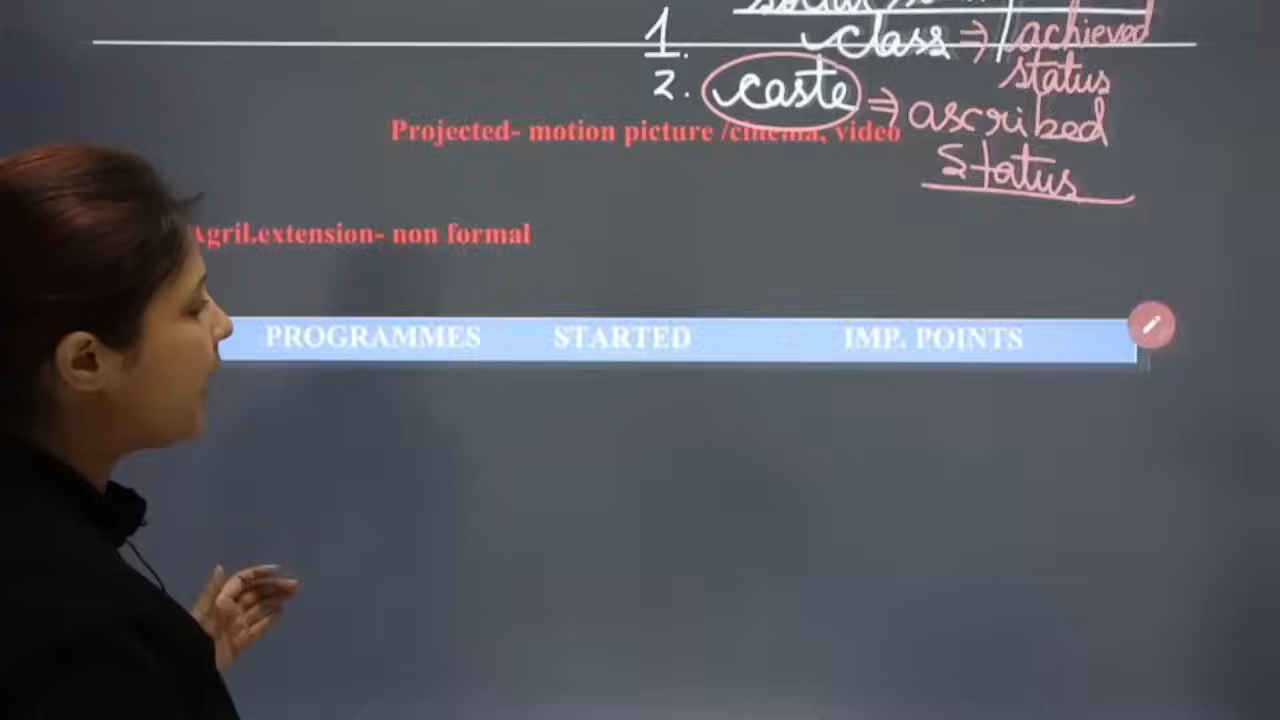 1. class ⇒ achieved
status
2. caste ⇒ ascribed
status
Projected- motion picture /cinema, video
Agril.extension- non formal
PROGRAMMES STARTED IMP. POINTS